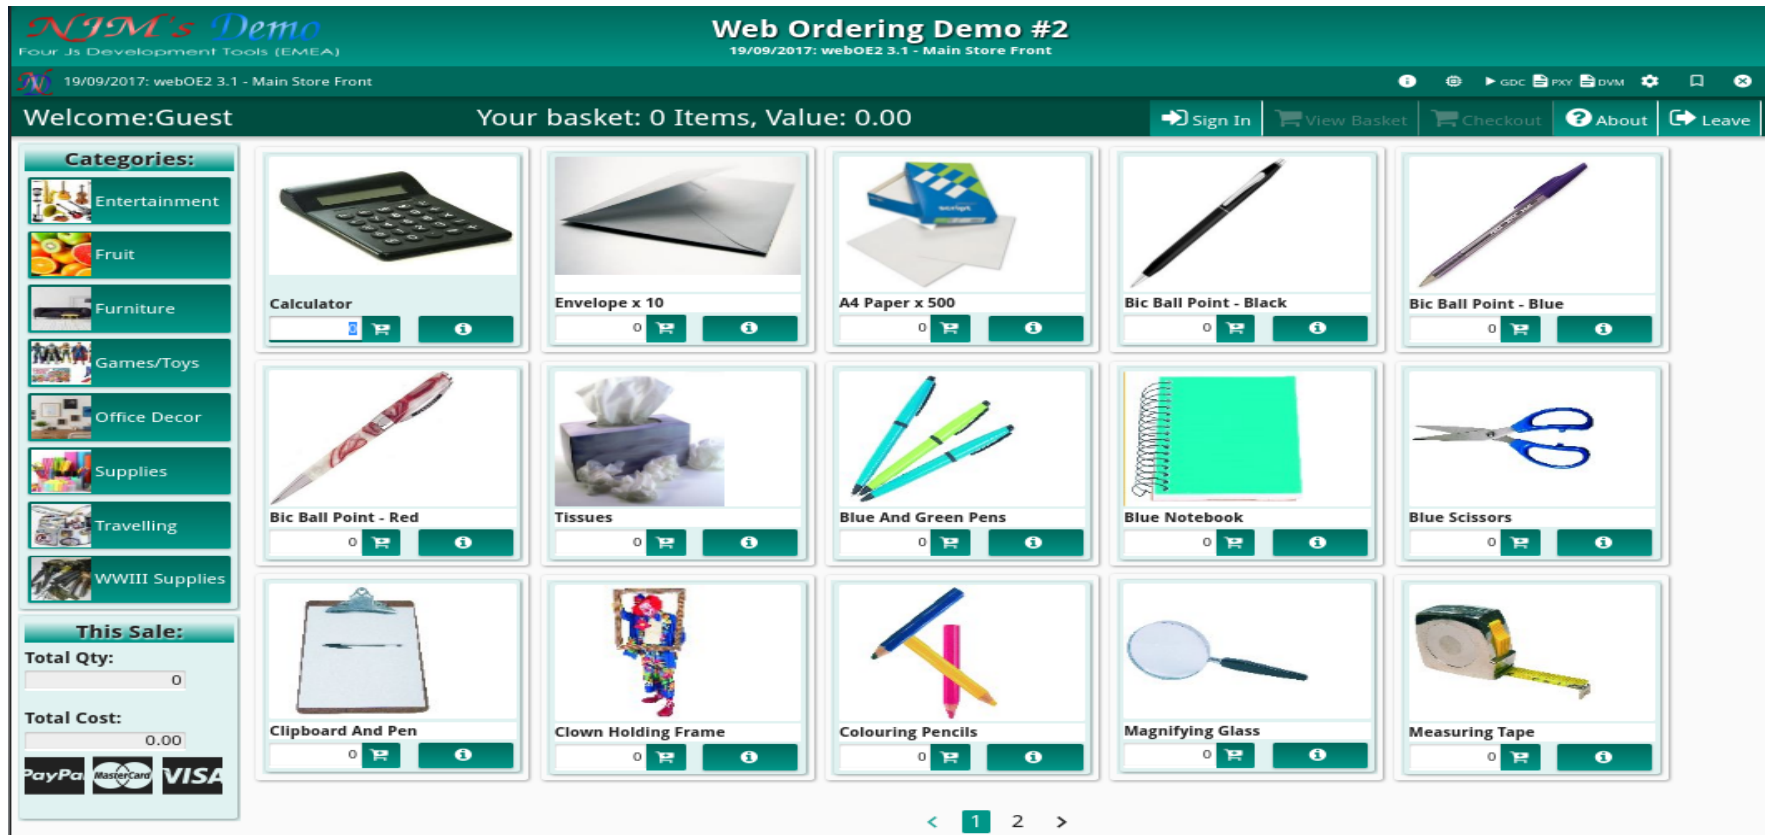 NJM's Demo
Four Js Development Tools (EMEA)
Web Ordering Demo #2
19/09/2017: webOE2 3.1 - Main Store Front
19/09/2017: webOE2 3.1 - Main Store Front
GDC PXY DVM
Welcome:Guest
Your basket: 0 Items, Value: 0.00
Sign In
View Basket
Checkout
About
Leave
Categories:
Entertainment
Fruit
Furniture
Games/Toys
Office Decor
Supplies
Travelling
WWIII Supplies
This Sale:
Total Qty:
0
Total Cost:
0.00
PayPa MasterCard VISA
script
Calculator
0
Envelope x 10
0
A4 Paper x 500
0
Bic Ball Point - Black
0
Bic Ball Point - Blue
0
Bic Ball Point - Red
0
Tissues
0
Blue And Green Pens
0
Blue Notebook
0
Blue Scissors
0
Clipboard And Pen
0
Clown Holding Frame
0
Colouring Pencils
0
Magnifying Glass
0
Measuring Tape
0
< 1 2 >